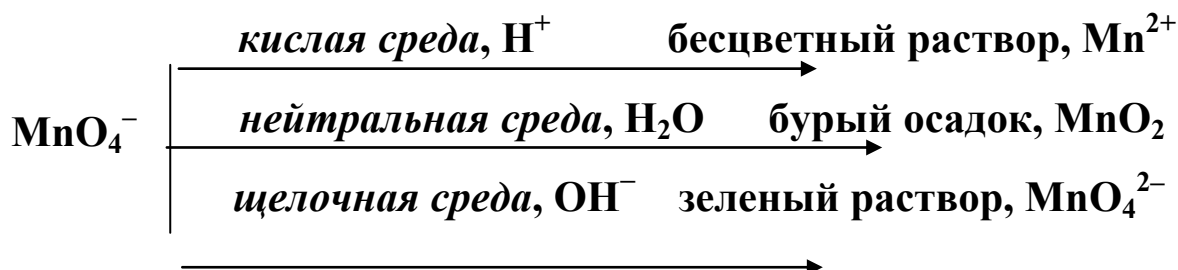 кислая среда, H⁺ бесцветный раствор, Mn²⁺
MnO₄⁻ нейтральная среда, H₂O бурый осадок, MnO₂
щелочная среда, OH⁻ зеленый раствор, MnO₄²⁻